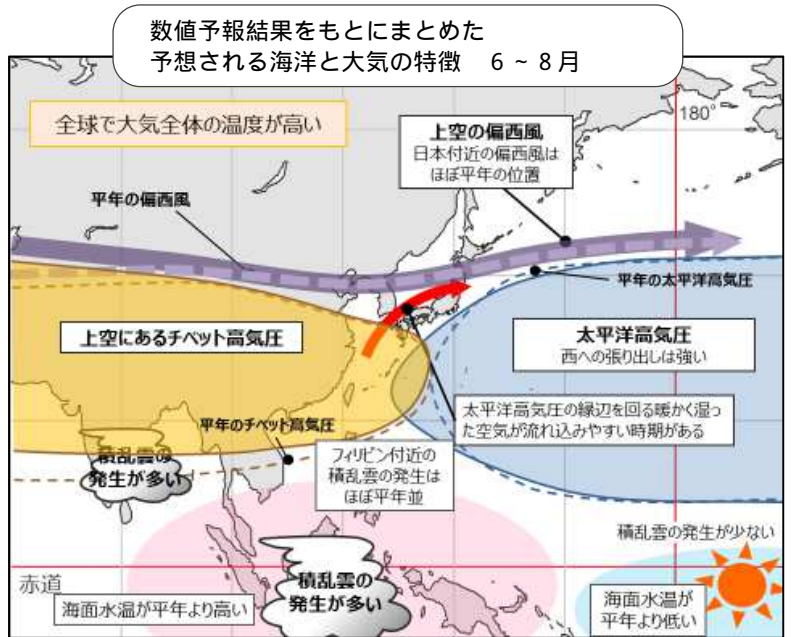 数値予報結果をもとにまとめた
予想される海洋と大気の特徴　6~8月
全球で大気全体の温度が高い
180°
上空の偏西風
日本付近の偏西風は
ほぼ平年の位置
平年の偏西風
平年の太平洋高気圧
上空にあるチベット高気圧
太平洋高気圧
西への張り出しは強い
太平洋高気圧の縁辺を回る暖かく湿っ
た空気が流れ込みやすい時期がある
平年のチベット高気圧
積乱雲の
発生が多い
フィリピン付近の
積乱雲の発生は
ほぼ平年並
積乱雲の発生が少ない
赤道
海面水温が平年より高い
積乱雲の
発生が多い
海面水温が
平年より低い